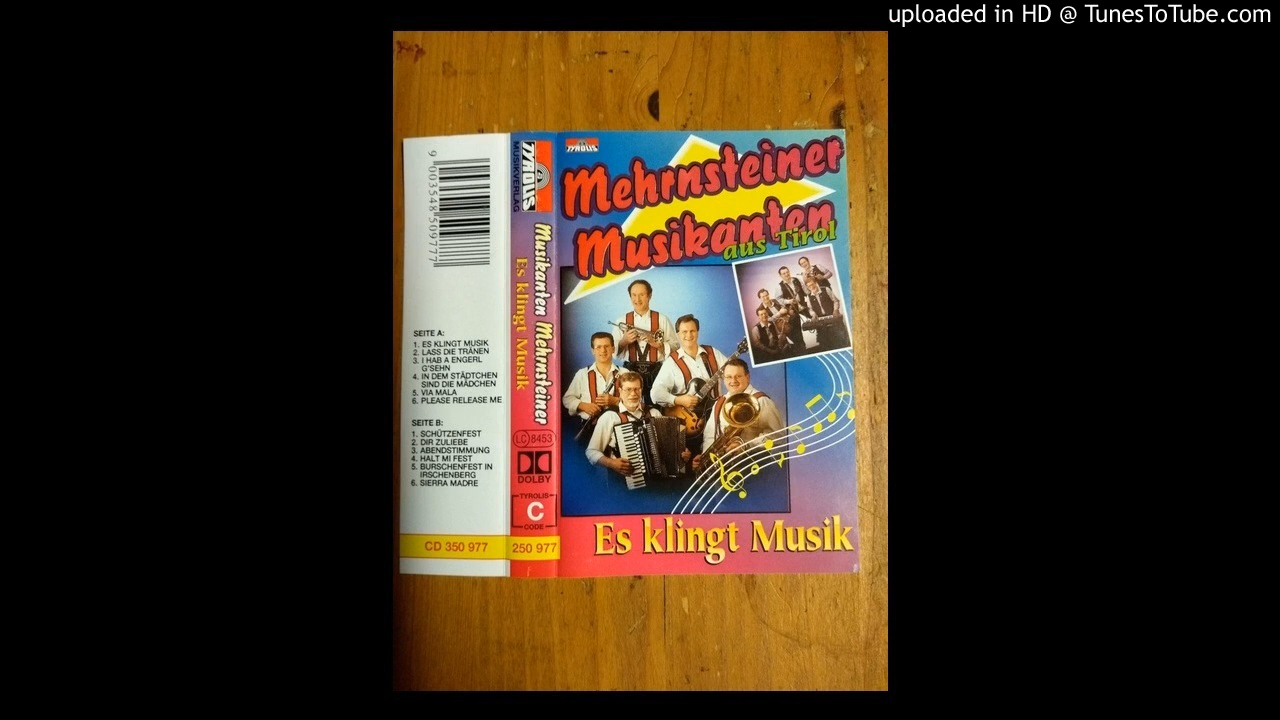 uploaded in HD @ TunesToTube.com
9 003548 509777
SEITE A:
1. ES KLINGT MUSIK
2. LASS DIE TRÄNEN
3. I HAB A ENGERL
G'SEHN
4. IN DEM STÄDTCHEN
SIND DIE MÄDCHEN
5. VIA MALA
6. PLEASE RELEASE ME
SEITE B:
1. SCHÜTZENFEST
2. DIR ZULIEBE
3. ABENDSTIMMUNG
4. HALT MI FEST
5. BURSCHENFEST IN
IRSCHENBERG
6. SIERRA MADRE
CD 350 977
TYROLIS
MUSIKVERLAG
Musikanten Mehrnsteiner
Es klingt Musik
LC 8453
DOLBY
TYROLIS
C
CODE
250 977
TYROLIS
Mehrnsteiner
Musikanten
aus Tirol
Es klingt Musik